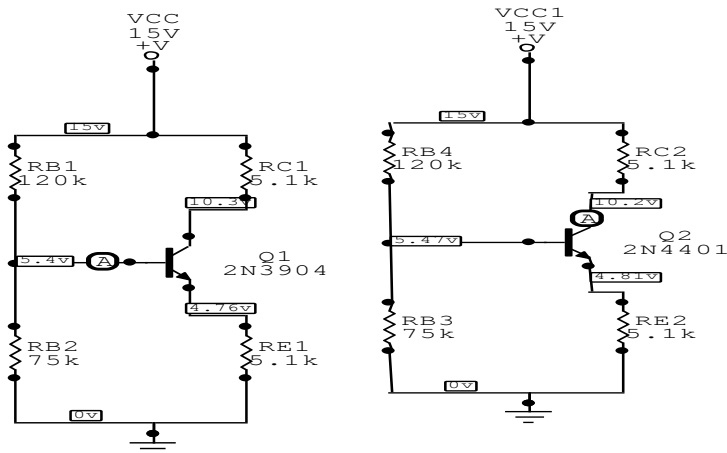 VCC
15V
+V
15v
RB1
120k
RC1
5.1k
10.3v
5.4v
A
Q1
2N3904
4.76v
RB2
75k
RE1
5.1k
0v
VCC1
15V
+V
15v
RB4
120k
RC2
5.1k
10.2v
A
5.47v
Q2
2N4401
4.81v
RB3
75k
RE2
5.1k
0v